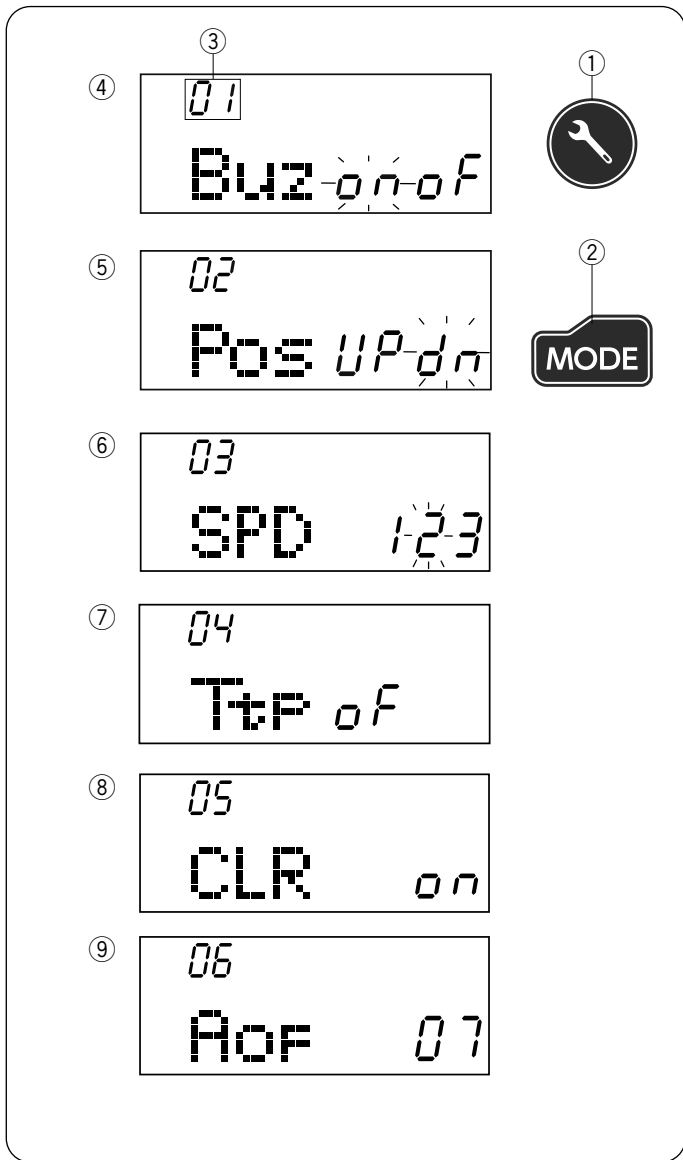 ③
④ 01 ①
Buz on oF
⑤ 02 ②
Pos UP dn MODE
⑥ 03
SPD 1 2 3
⑦ 04
Ttp oF
⑧ 05
CLR on
⑨ 06
Aof 07